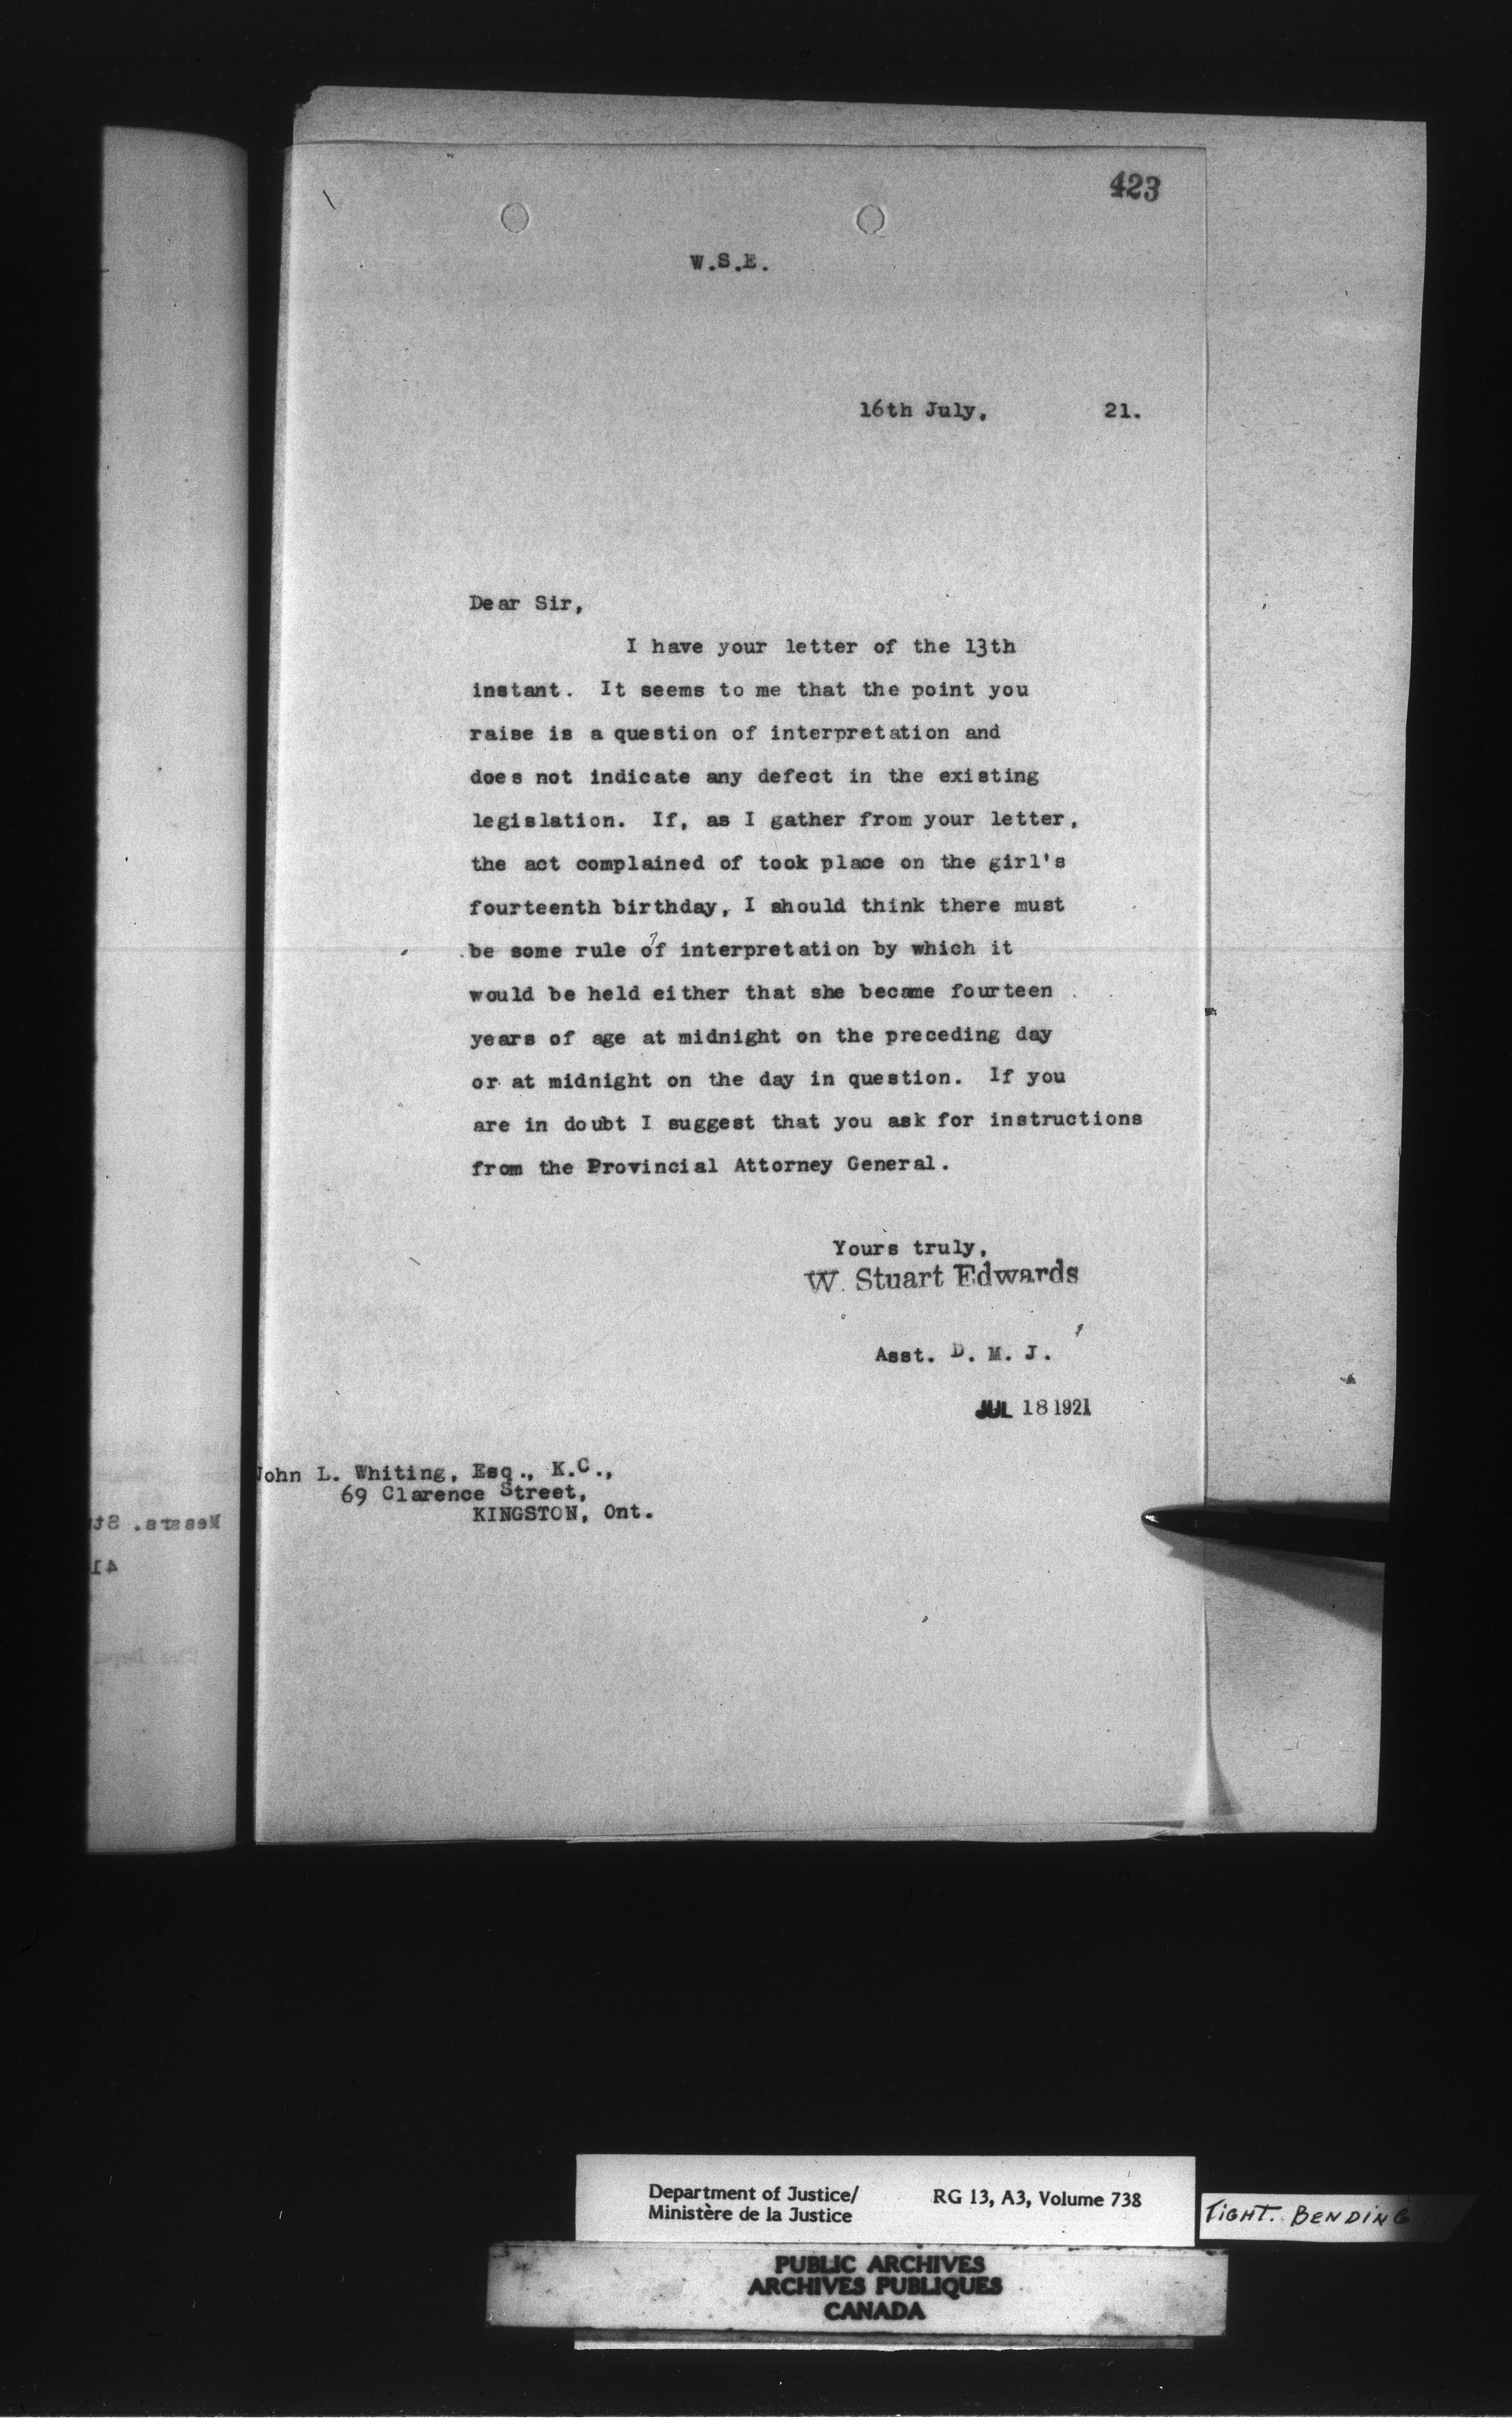 423
W.S.E.
16th July, 21.
Dear Sir,
I have your letter of the 13th
instant. It seems to me that the point you
raise is a question of interpretation and
does not indicate any defect in the existing
legislation. If, as I gather from your letter,
the act complained of took place on the girl's
fourteenth birthday, I should think there must
be some rule of interpretation by which it
would be held either that she became fourteen
years of age at midnight on the preceding day
or at midnight on the day in question. If you
are in doubt I suggest that you ask for instructions
from the Provincial Attorney General.
Yours truly,
W. Stuart Edwards
Asst. D. M. J.
JUL 18 1921
John L. Whiting, Esq., K.C.,
69 Clarence Street,
KINGSTON, Ont.
Messrs.
Department of Justice/
Ministère de la Justice
RG 13, A3, Volume 738
TIGHT. BENDING
PUBLIC ARCHIVES
ARCHIVES PUBLIQUES
CANADA